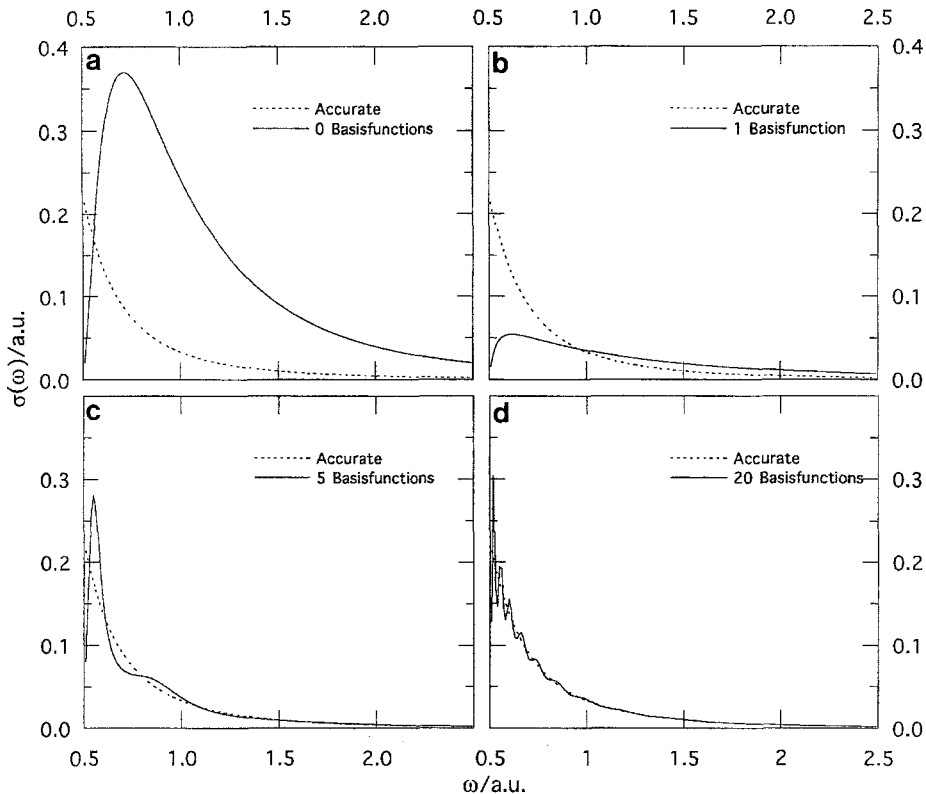 0.5 1.0 1.5 2.0 0.5 1.0 1.5 2.0 2.5
0.4 a b 0.4
Accurate
0 Basisfunctions
Accurate
1 Basisfunction
0.3 0.3
0.2 0.2
0.1 0.1
0.0 0.0
σ(ω)/a.u.
c d
Accurate
5 Basisfunctions
Accurate
20 Basisfunctions
0.3 0.3
0.2 0.2
0.1 0.1
0.0 0.0
0.5 1.0 1.5 2.0 0.5 1 1.5 2.0 2.5
ω/a.u.